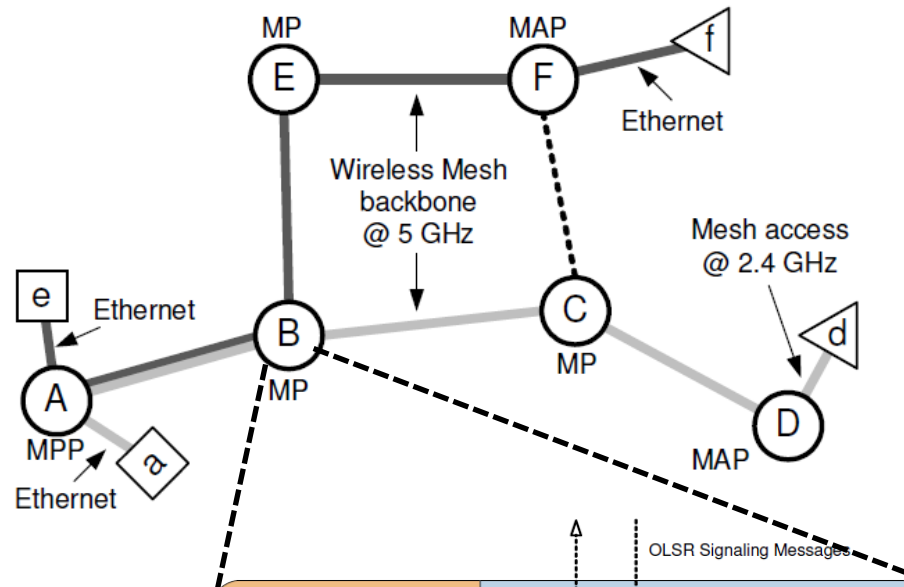 MP
MAP
E
F
f
Ethernet
Wireless Mesh
backbone
@ 5 GHz
Mesh access
@ 2.4 GHz
e
Ethernet
B
C
d
MP
MP
A
D
MPP
MAP
a
Ethernet
OLSR Signaling Messages